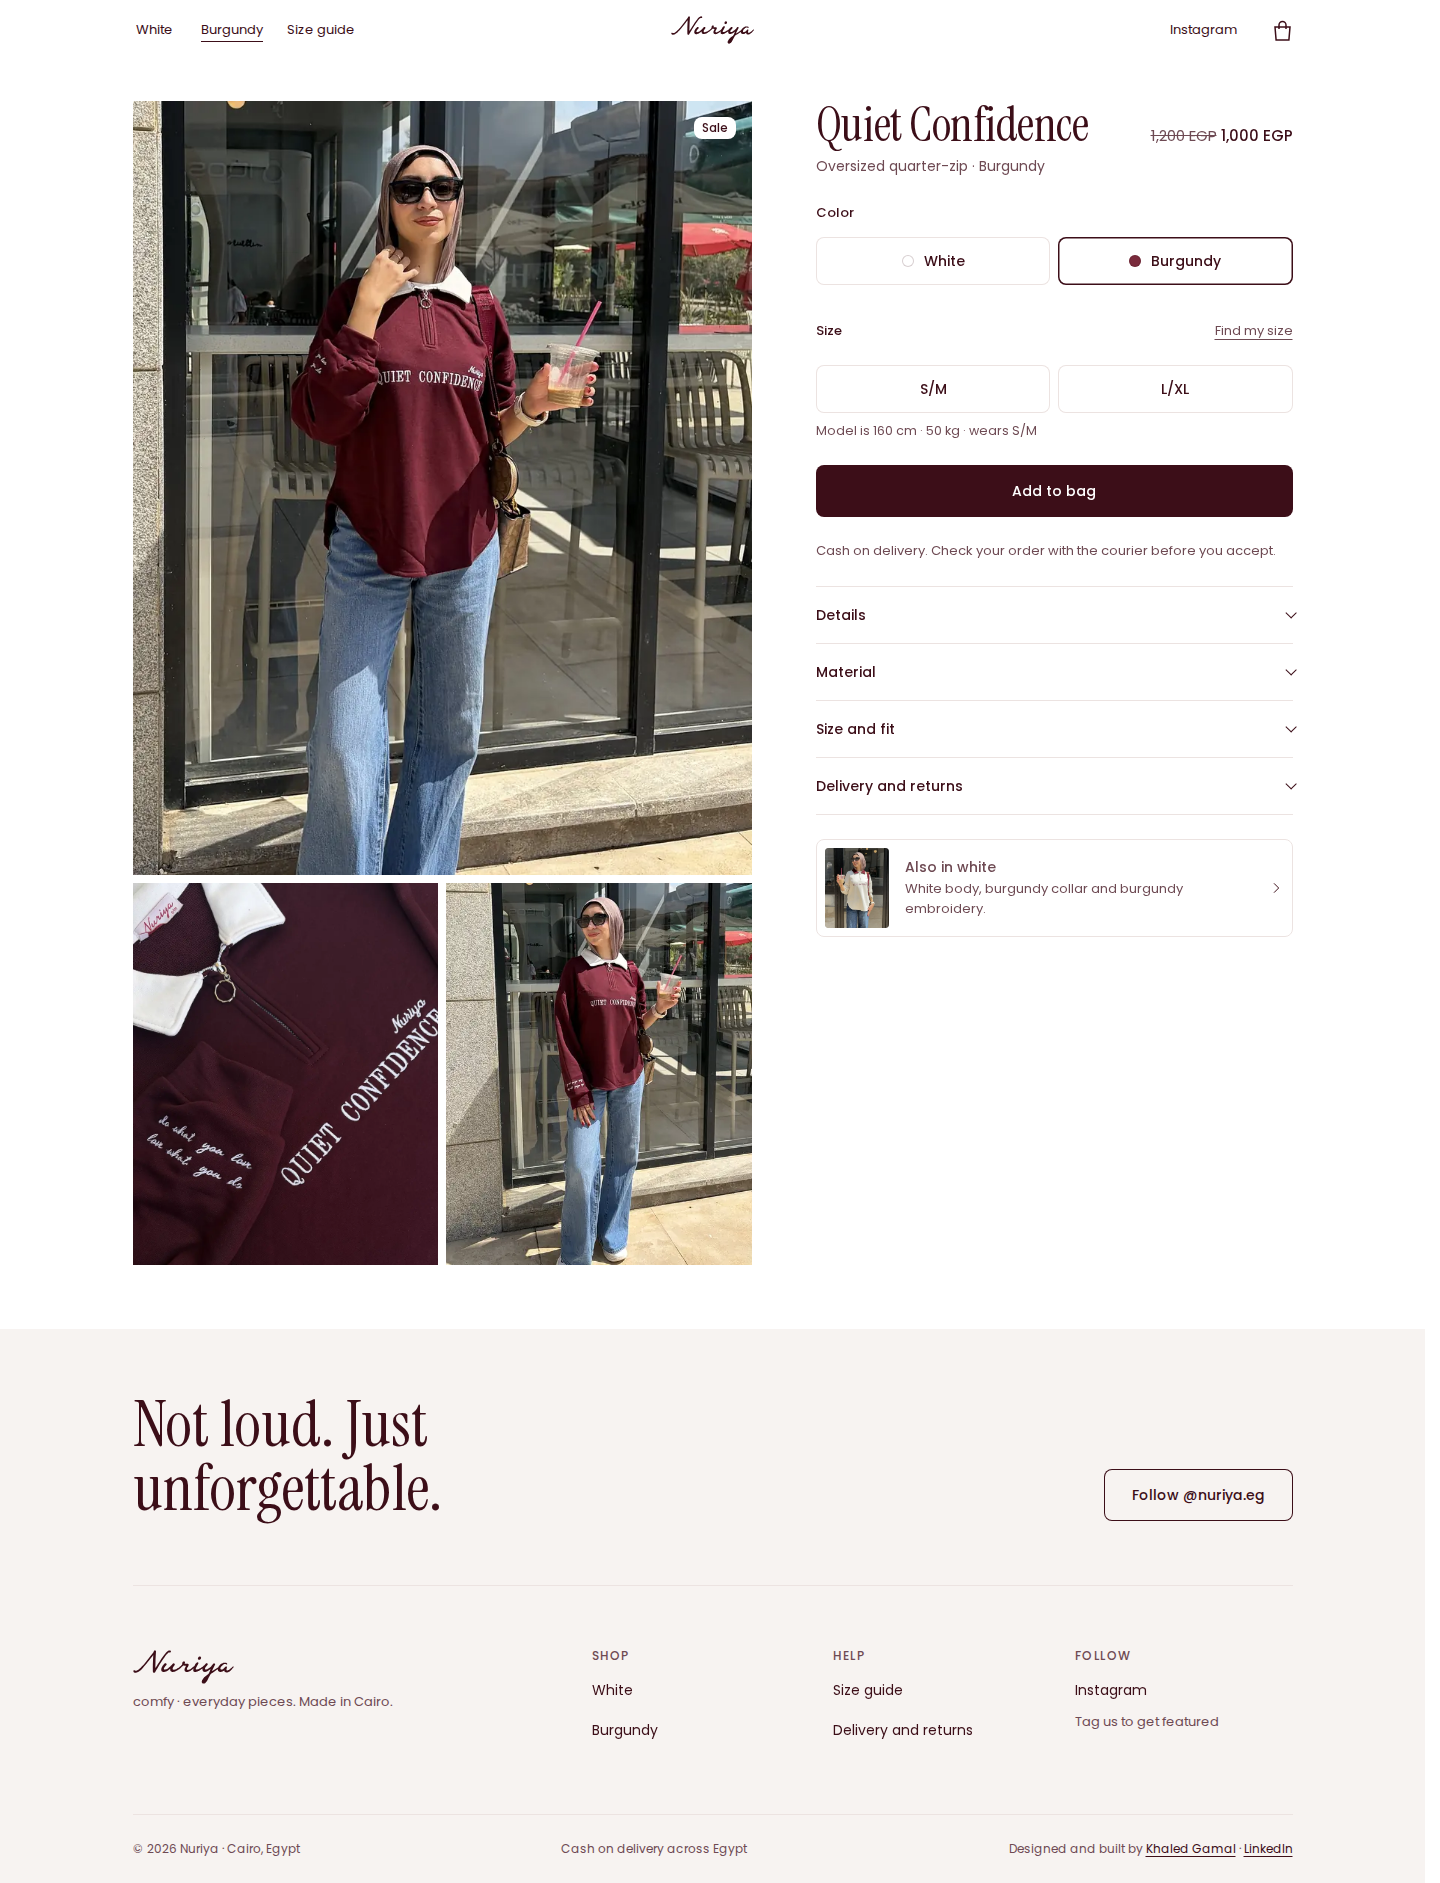 White
Burgundy
Size guide
Nuriya
Instagram
Sale
Nuriya
QUIET CONFIDENCE
Quiet Confidence
1,200 EGP 1,000 EGP
Oversized quarter-zip · Burgundy
Color
White
Burgundy
Size
Find my size
S/M
L/XL
Model is 160 cm · 50 kg · wears S/M
Add to bag
Cash on delivery. Check your order with the courier before you accept.
Details
Material
Size and fit
Delivery and returns
Also in white
White body, burgundy collar and burgundy
embroidery.
Nuriya
Nuriya
QUIET CONFIDENCE
do what you love
love what you do
QUIET CONFIDENCE
Not loud. Just
unforgettable.
Follow @nuriya.eg
Nuriya
comfy · everyday pieces. Made in Cairo.
SHOP
White
Burgundy
HELP
Size guide
Delivery and returns
FOLLOW
Instagram
Tag us to get featured
© 2026 Nuriya · Cairo, Egypt
Cash on delivery across Egypt
Designed and built by Khaled Gamal · LinkedIn